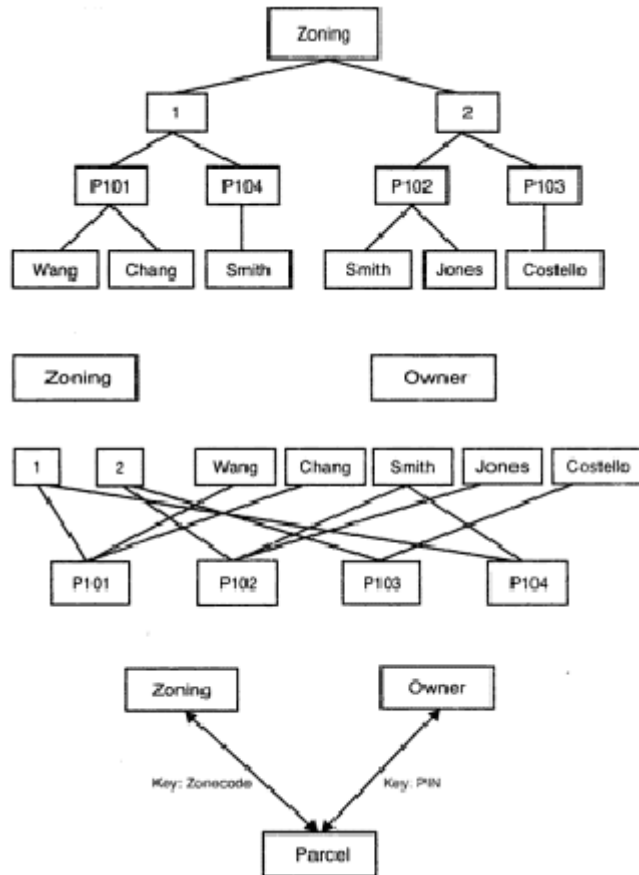 Zoning
1 2
P101 P104 P102 P103
Wang Chang Smith Smith Jones Costello
Zoning Owner
1 2 Wang Chang Smith Jones Costello
P101 P102 P103 P104
Zoning Owner
Key: Zonecode Key: PIN
Parcel